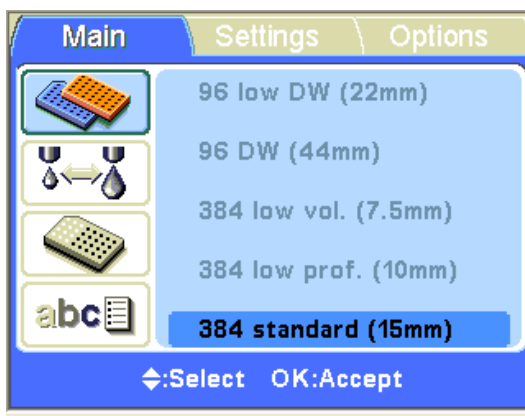 Main Settings Options
96 low DW (22mm)
96 DW (44mm)
384 low vol. (7.5mm)
384 low prof. (10mm)
abc
384 standard (15mm)
:Select OK:Accept